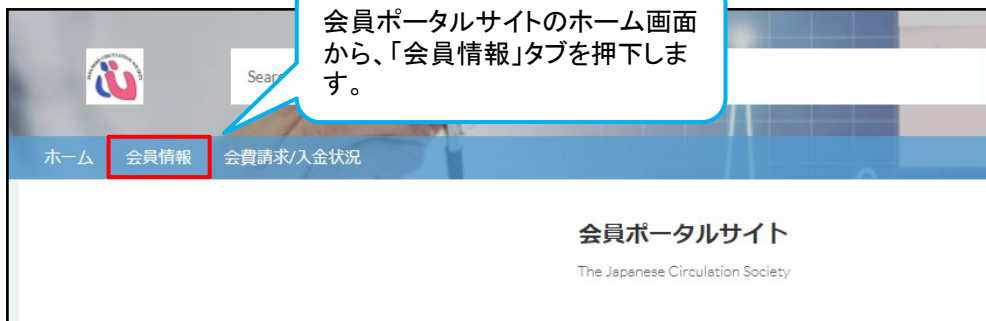 会員ポータルサイトのホーム画面
から、「会員情報」タブを押下しま
す。
ホーム 会員情報 会費請求/入金状況
会員ポータルサイト
The Japanese Circulation Society